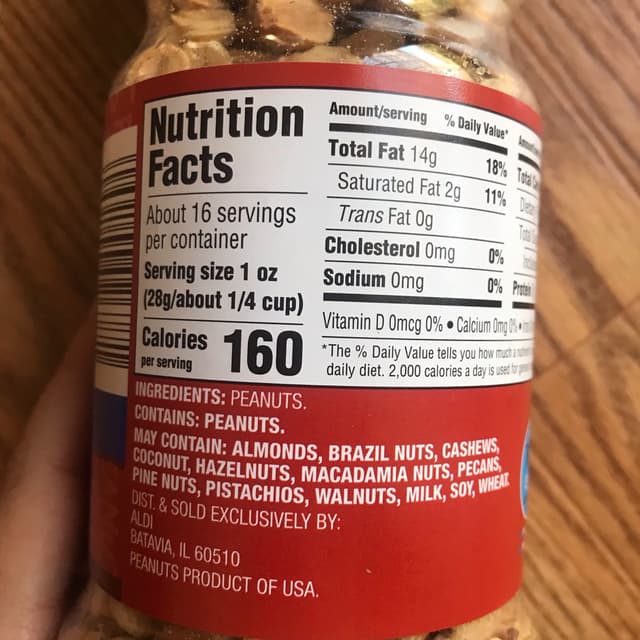 Nutrition
Facts
About 16 servings
per container
Serving size 1 oz
(28g/about 1/4 cup)
Calories
per serving 160
Amount/serving % Daily Value*
Total Fat 14g 18%
Saturated Fat 2g 11%
Trans Fat 0g
Cholesterol 0mg 0%
Sodium 0mg 0%
Protein
Vitamin D 0mcg 0% • Calcium 0mg 0% •
*The % Daily Value tells you how much a
daily diet. 2,000 calories a day is used for
INGREDIENTS: PEANUTS.
CONTAINS: PEANUTS.
MAY CONTAIN: ALMONDS, BRAZIL NUTS, CASHEWS,
COCONUT, HAZELNUTS, MACADAMIA NUTS, PECANS,
PINE NUTS, PISTACHIOS, WALNUTS, MILK, SOY, WHEAT.
DIST. & SOLD EXCLUSIVELY BY:
ALDI
BATAVIA, IL 60510
PEANUTS PRODUCT OF USA.